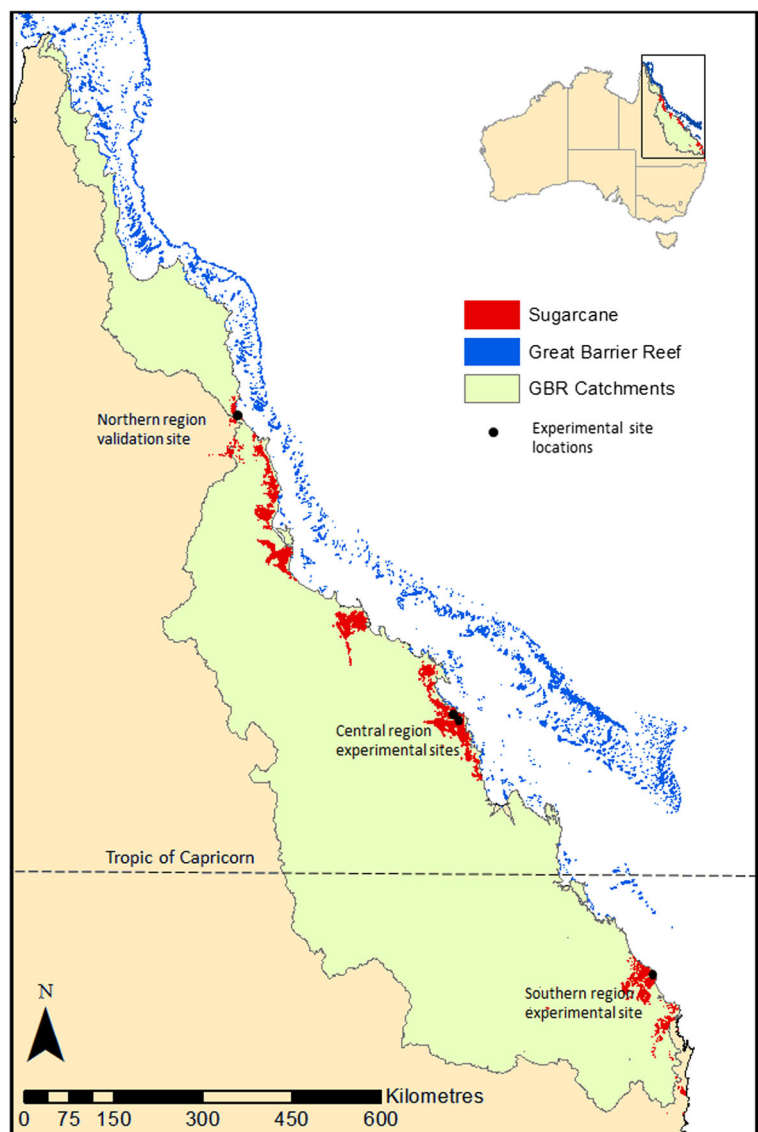 Sugarcane
Great Barrier Reef
GBR Catchments
Experimental site
locations
Northern region
validation site
Central region
experimental sites
Tropic of Capricorn
Southern region
experimental site
N
Kilometres
0 75 150 300 450 600